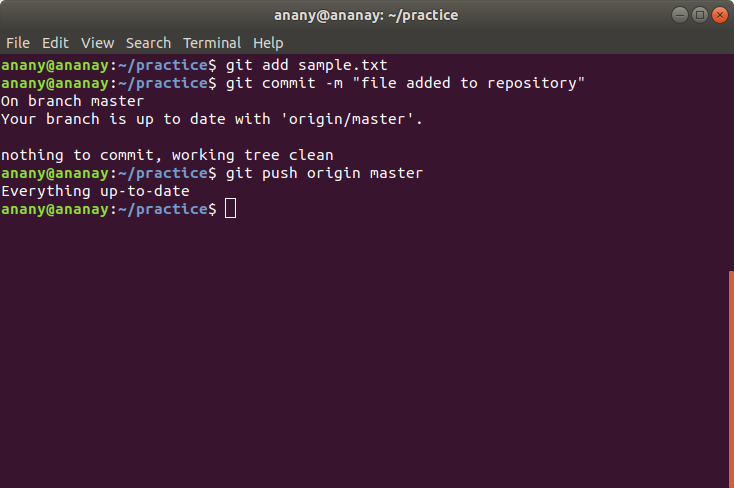 anany@ananay: ~/practice
File Edit View Search Terminal Help
anany@ananay:~/practice$ git add sample.txt
anany@ananay:~/practice$ git commit -m "file added to repository"
On branch master
Your branch is up to date with 'origin/master'.
nothing to commit, working tree clean
anany@ananay:~/practice$ git push origin master
Everything up-to-date
anany@ananay:~/practice$